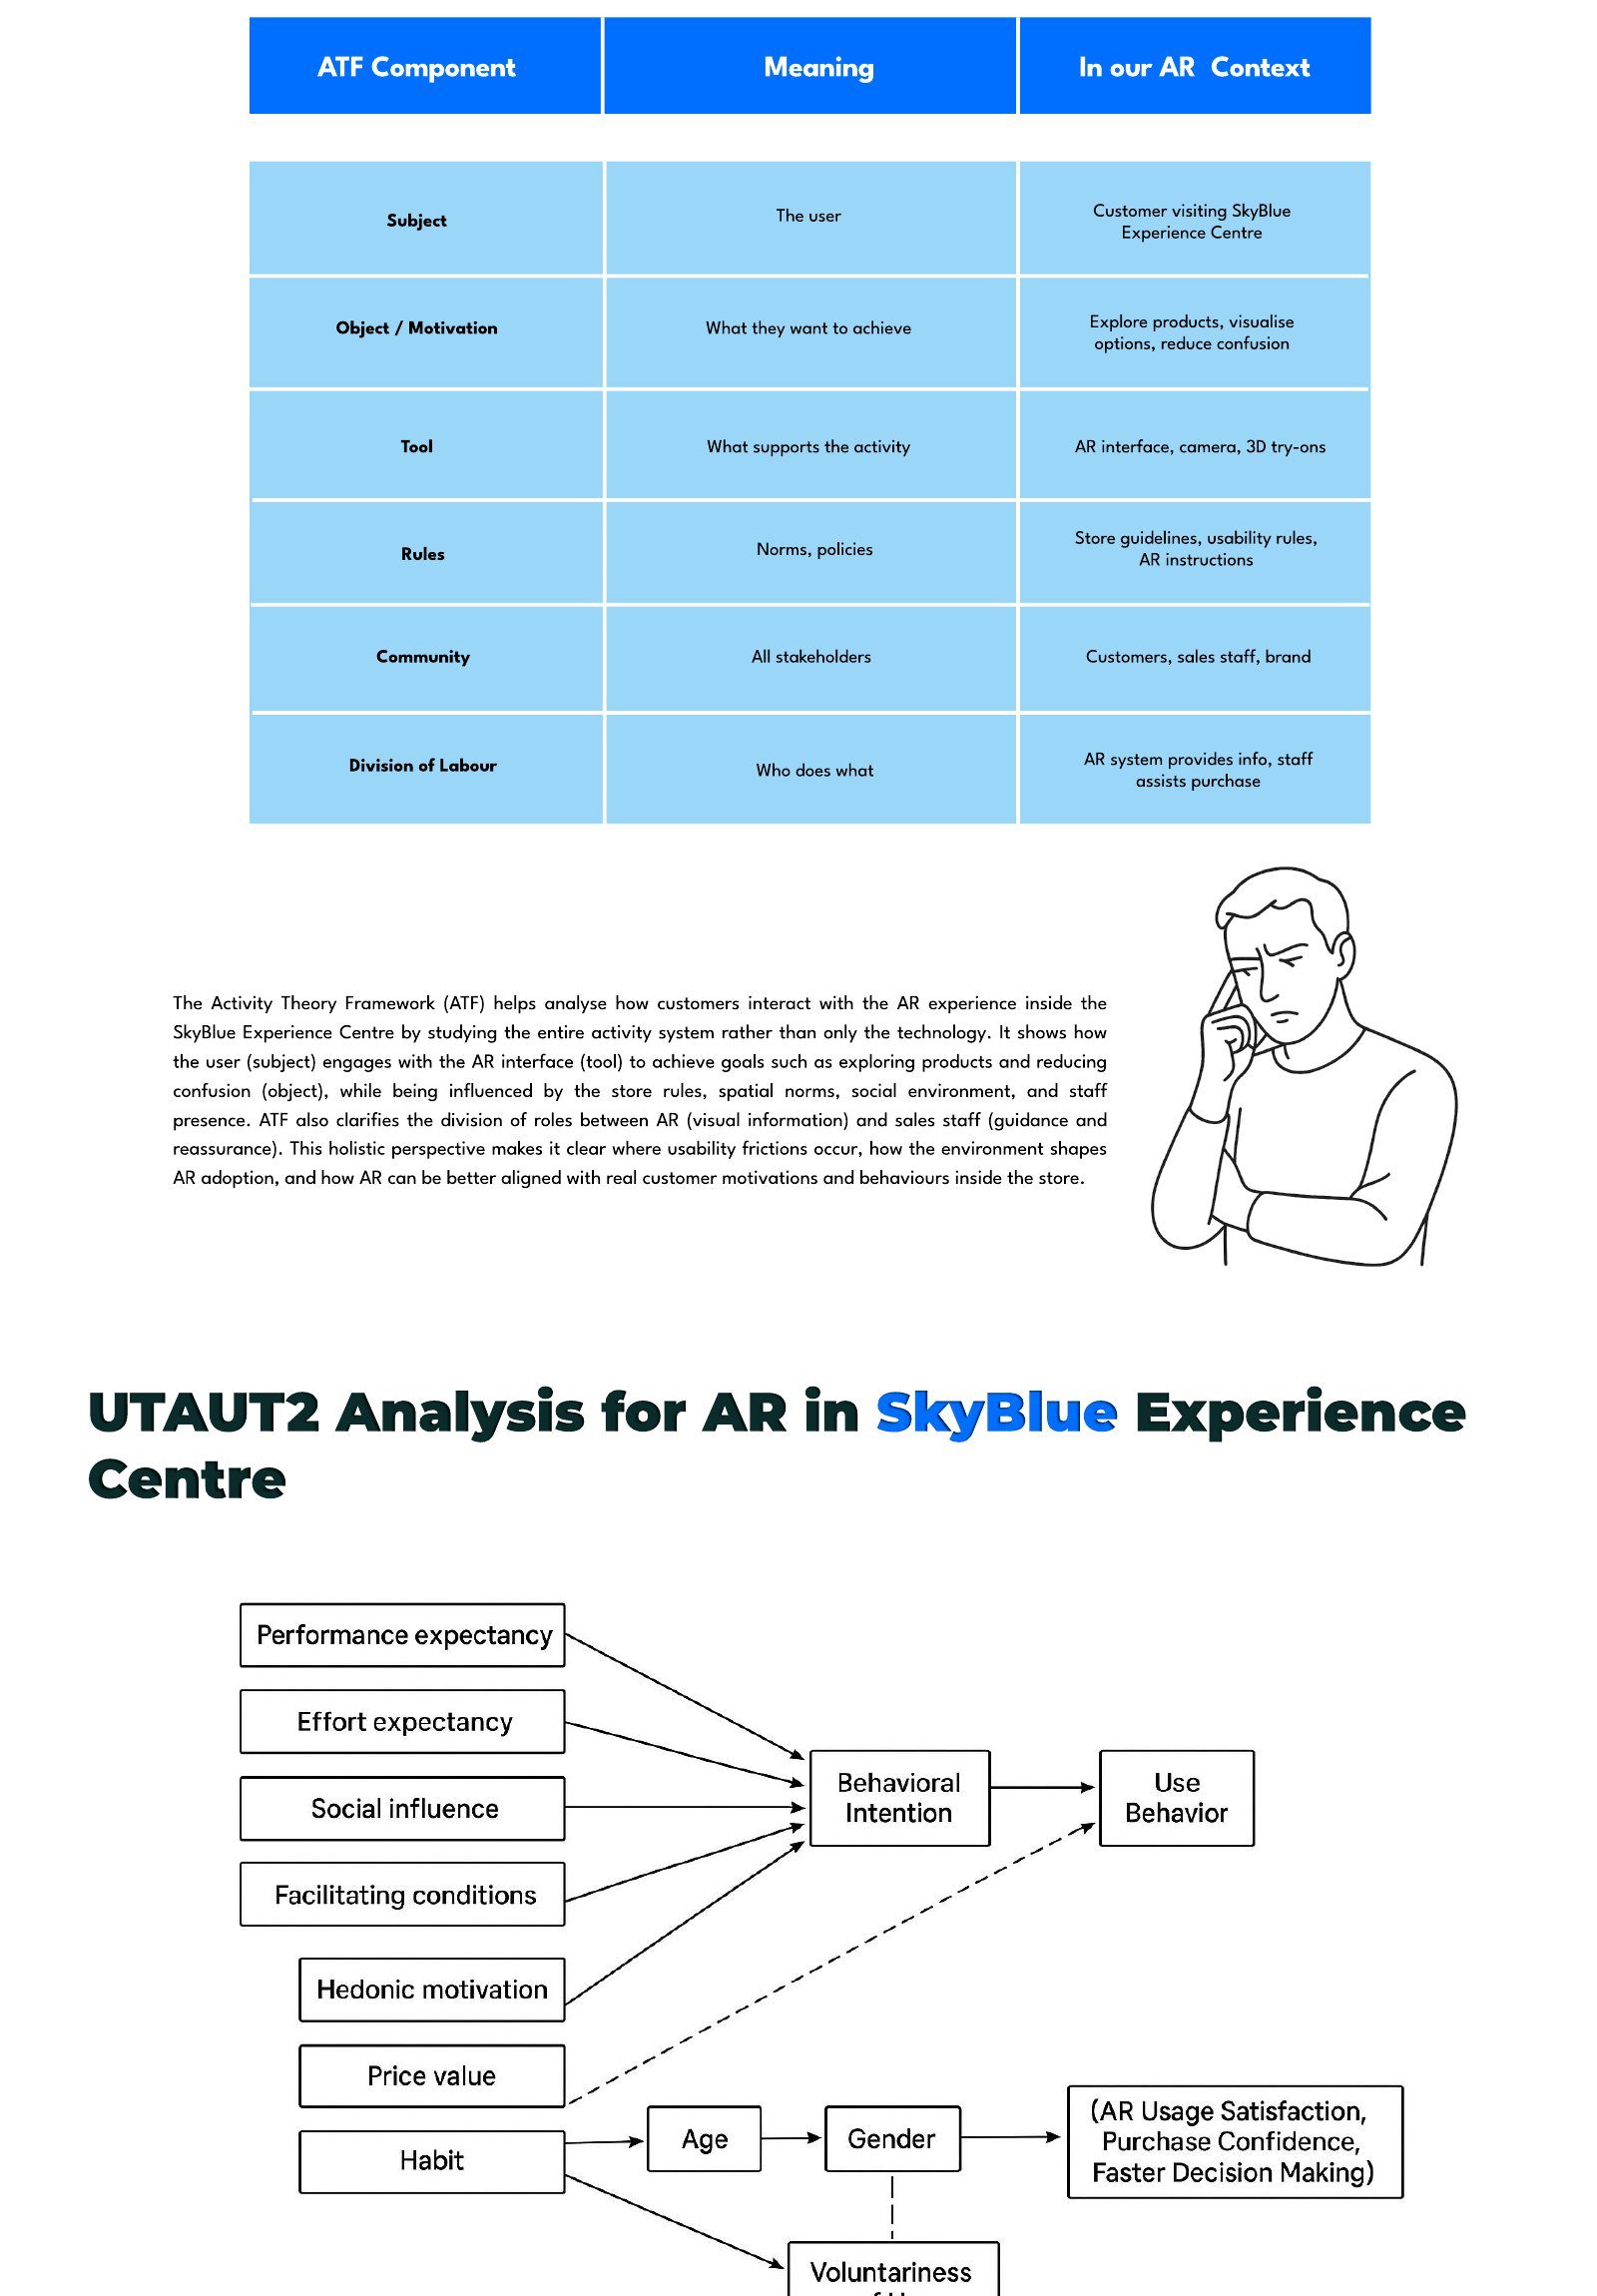 ATF Component
Meaning
In our AR Context
Subject
The user
Customer visiting SkyBlue
Experience Centre
Object / Motivation
What they want to achieve
Explore products, visualise
options, reduce confusion
Tool
What supports the activity
AR interface, camera, 3D try-ons
Rules
Norms, policies
Store guidelines, usability rules,
AR instructions
Community
All stakeholders
Customers, sales staff, brand
Division of Labour
Who does what
AR system provides info, staff
assists purchase
The Activity Theory Framework (ATF) helps analyse how customers interact with the AR experience inside the
SkyBlue Experience Centre by studying the entire activity system rather than only the technology. It shows how
the user (subject) engages with the AR interface (tool) to achieve goals such as exploring products and reducing
confusion (object), while being influenced by the store rules, spatial norms, social environment, and staff
presence. ATF also clarifies the division of roles between AR (visual information) and sales staff (guidance and
reassurance). This holistic perspective makes it clear where usability frictions occur, how the environment shapes
AR adoption, and how AR can be better aligned with real customer motivations and behaviours inside the store.
UTAUT2 Analysis for AR in SkyBlue Experience
Centre
Performance expectancy
Effort expectancy
Social influence
Facilitating conditions
Hedonic motivation
Price value
Habit
Behavioral
Intention
Use
Behavior
Age
Gender
(AR Usage Satisfaction,
Purchase Confidence,
Faster Decision Making)
Voluntariness